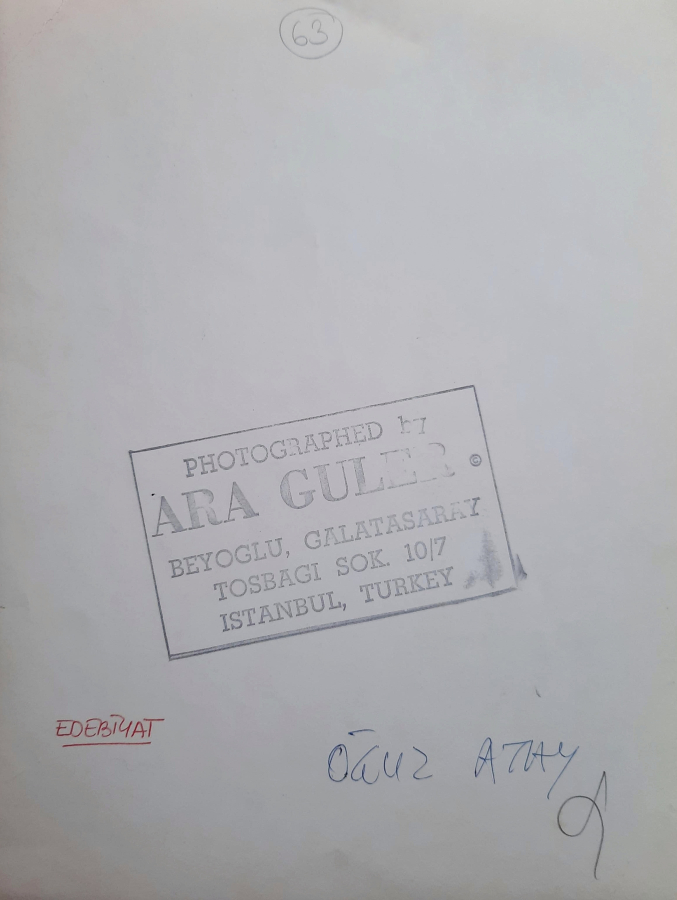 63
PHOTOGRAPHED by
ARA GULER ©
BEYOGLU, GALATASARAY
TOSBAGI SOK. 10/7
ISTANBUL, TURKEY
EDEBİYAT
OĞUZ ATAY